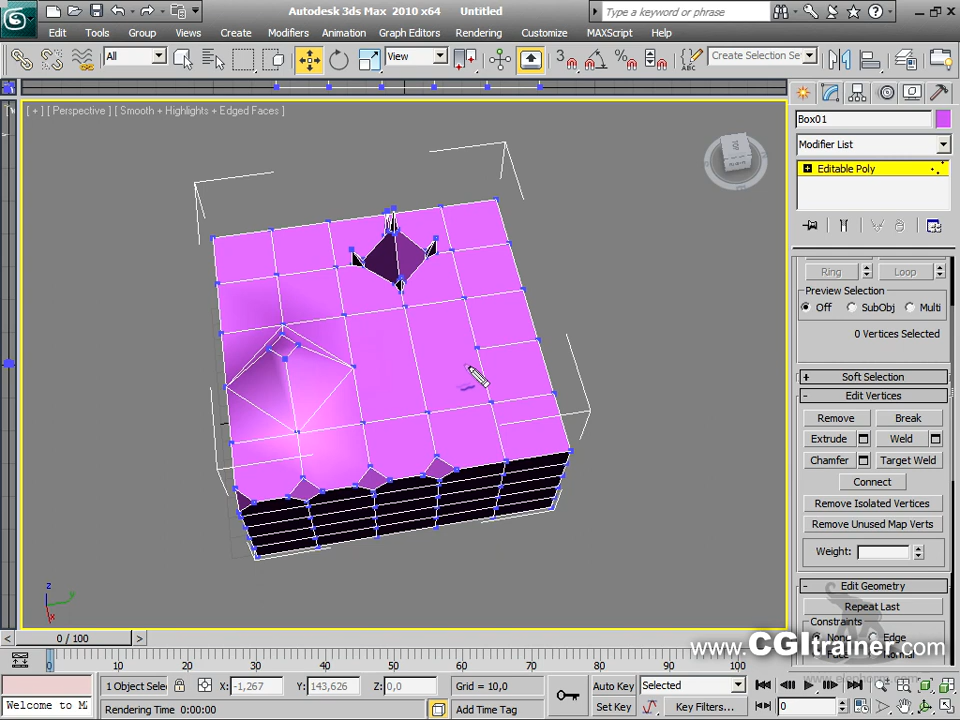 Autodesk 3ds Max 2010 x64 Untitled
Type a keyword or phrase
Edit Tools Group Views Create Modifiers Animation Graph Editors Rendering Customize MAXScript Help
All View Create Selection Se
[ + ] [ Perspective ] [ Smooth + Highlights + Edged Faces ]
TOP
Box01
Modifier List
Editable Poly
Ring Loop
Preview Selection
Off SubObj Multi
0 Vertices Selected
+ Soft Selection
- Edit Vertices
Remove Break
Extrude Weld
Chamfer Target Weld
Connect
Remove Isolated Vertices
Remove Unused Map Verts
Weight:
- Edit Geometry
Repeat Last
Constraints
None Edge
Face Normal
z
y
x
www.CGItrainer.com
< 0 / 100 >
0 10 20 30 40 50 60 70 80 90 100
1 Object Selec X: -1,267 Y: 143,626 Z: 0,0 Grid = 10,0 Auto Key Selected
Welcome to M
Rendering Time 0:00:00 Add Time Tag Set Key Key Filters... 0